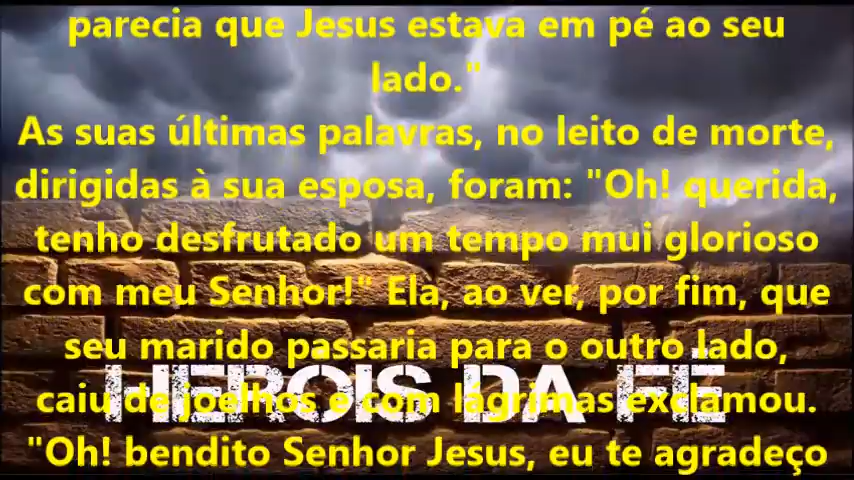 parecia que Jesus estava em pé ao seu
lado."
As suas últimas palavras, no leito de morte,
dirigidas à sua esposa, foram: "Oh! querida,
tenho desfrutado um tempo mui glorioso
com meu Senhor!" Ela, ao ver, por fim, que
seu marido passaria para o outro lado,
caiu de joelhos e com lágrimas exclamou.
"Oh! bendito Senhor Jesus, eu te agradeço
HERÓIS DA FÉ